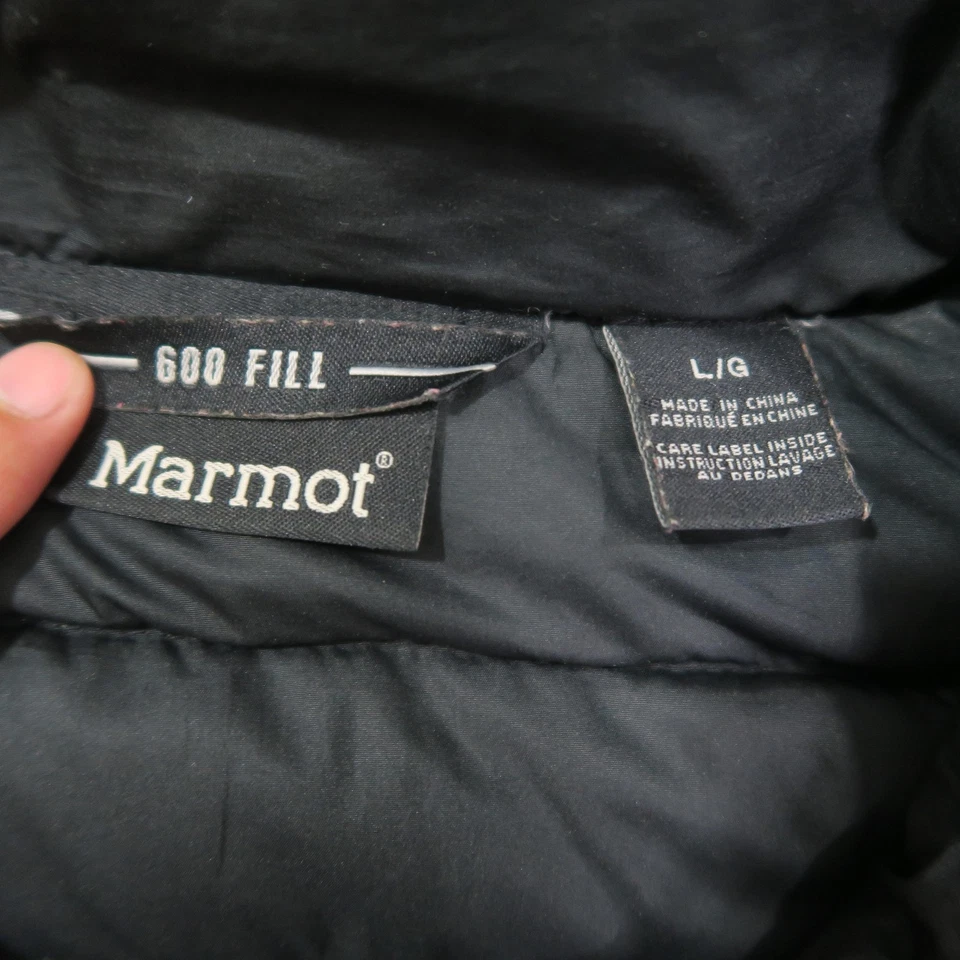 600 FILL
Marmot®
L/G
MADE IN CHINA
FABRIQUÉ EN CHINE
CARE LABEL INSIDE
INSTRUCTION LAVAGE
AU DEDANS